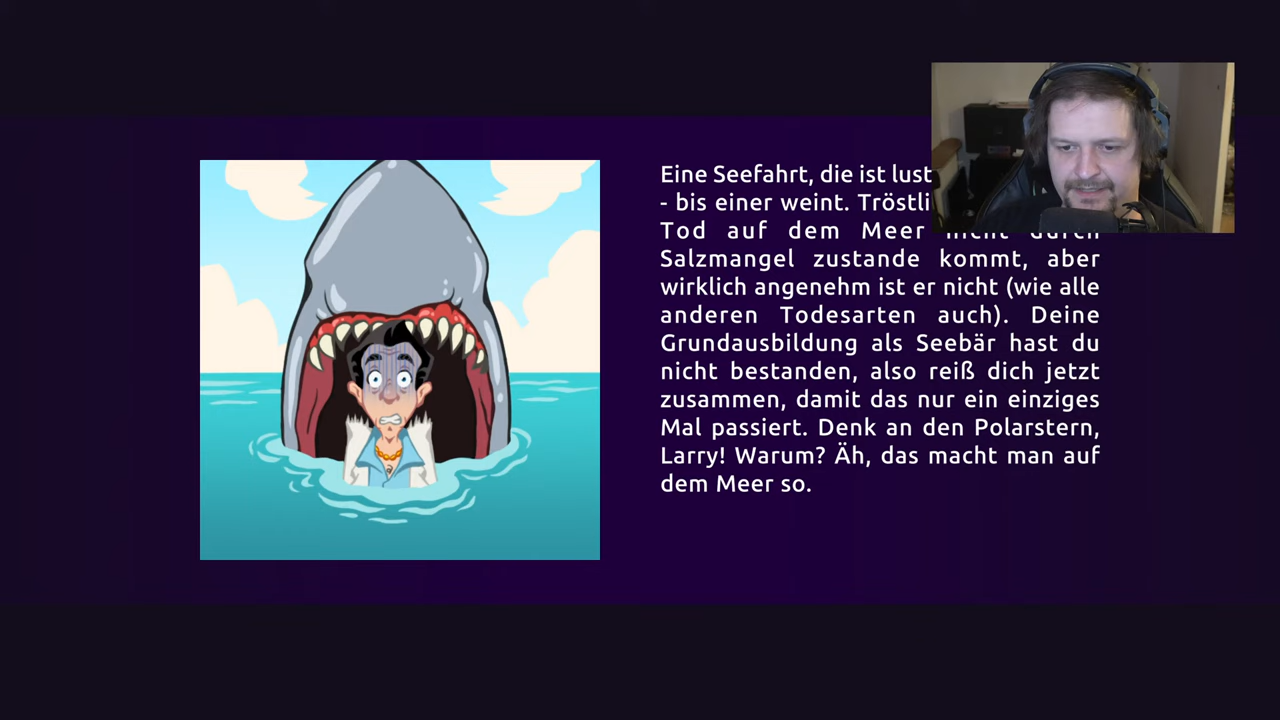 Eine Seefahrt, die ist lust
- bis einer weint. Tröstli
Tod auf dem Meer nicht durch
Salzmangel zustande kommt, aber
wirklich angenehm ist er nicht (wie alle
anderen Todesarten auch). Deine
Grundausbildung als Seebär hast du
nicht bestanden, also reiß dich jetzt
zusammen, damit das nur ein einziges
Mal passiert. Denk an den Polarstern,
Larry! Warum? Äh, das macht man auf
dem Meer so.